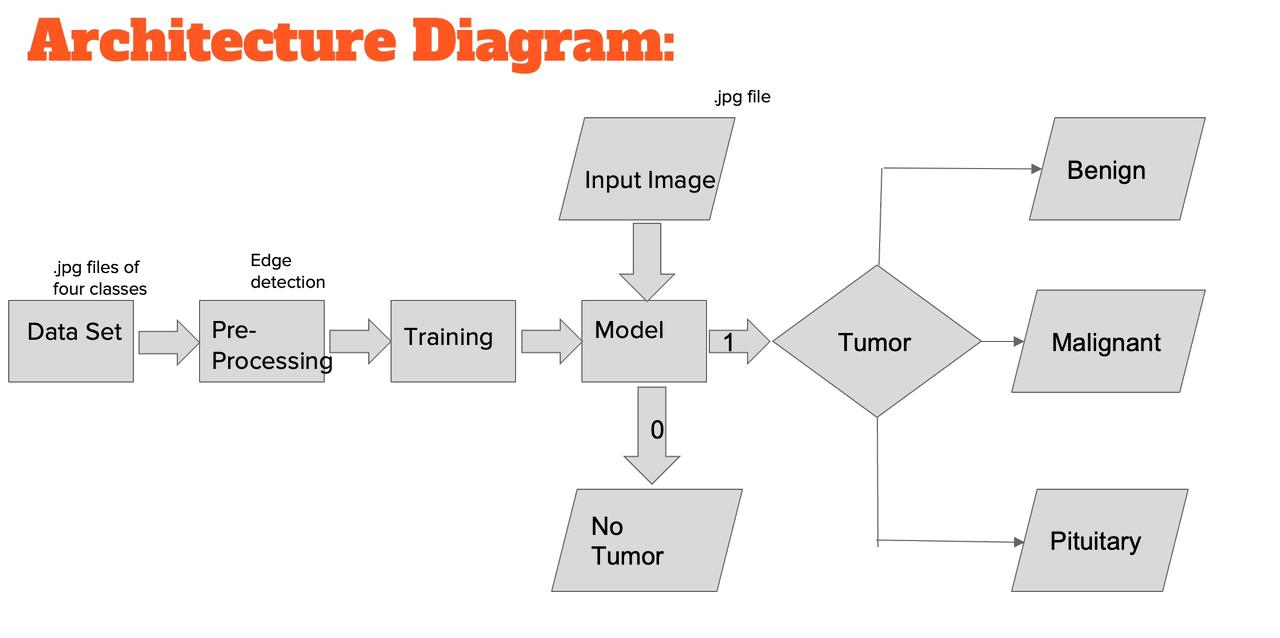 Architecture Diagram:
.jpg file
Input Image
Benign
.jpg files of
four classes
Edge
detection
Data Set
Pre-
Processing
Training
Model
1
Tumor
Malignant
0
No
Tumor
Pituitary